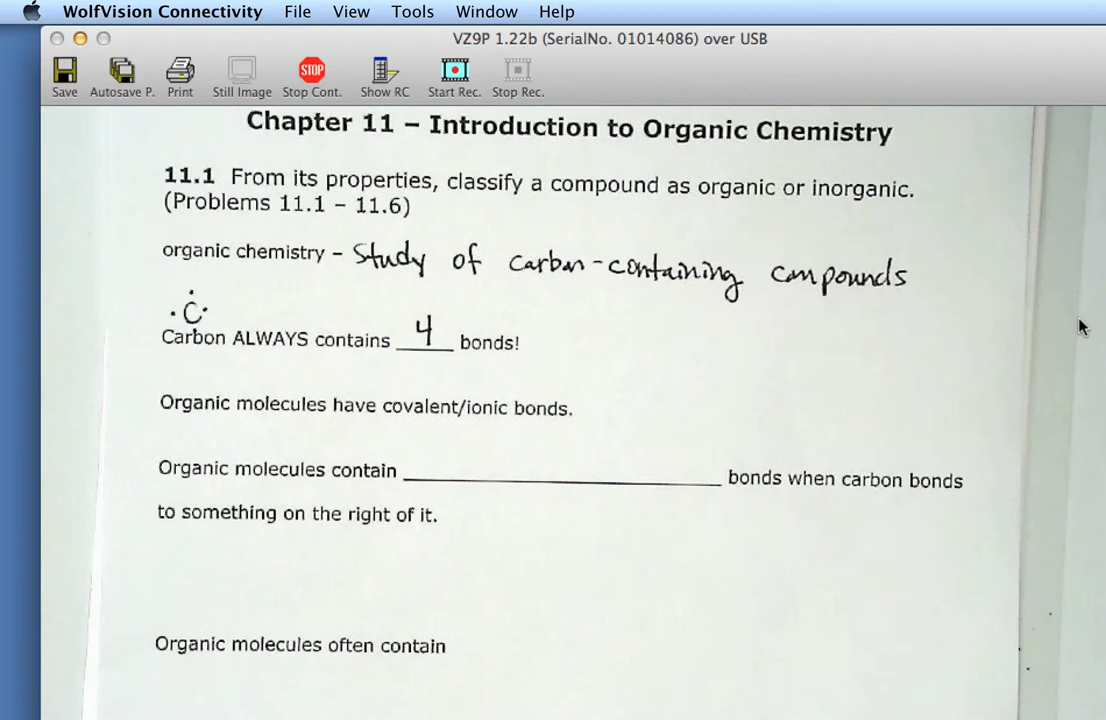 WolfVision Connectivity File View Tools Window Help
VZ9P 1.22b (SerialNo. 01014086) over USB
STOP
Save Autosave P. Print Still Image Stop Cont. Show RC Start Rec. Stop Rec.
Chapter 11 – Introduction to Organic Chemistry
11.1 From its properties, classify a compound as organic or inorganic.
(Problems 11.1 – 11.6)
organic chemistry – Study of carbon-containing compounds
·C·
Carbon ALWAYS contains 4 bonds!
Organic molecules have covalent/ionic bonds.
Organic molecules contain ____________________ bonds when carbon bonds
to something on the right of it.
Organic molecules often contain